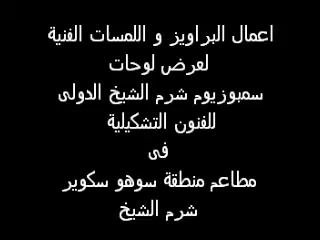 اعمال البراويز و اللمسات الفنية
لعرض لوحات
سمبوزيوم شرم الشيخ الدولى
للفنون التشكيلية
فى
مطاعم منطقة سوهو سكوير
شرم الشيخ